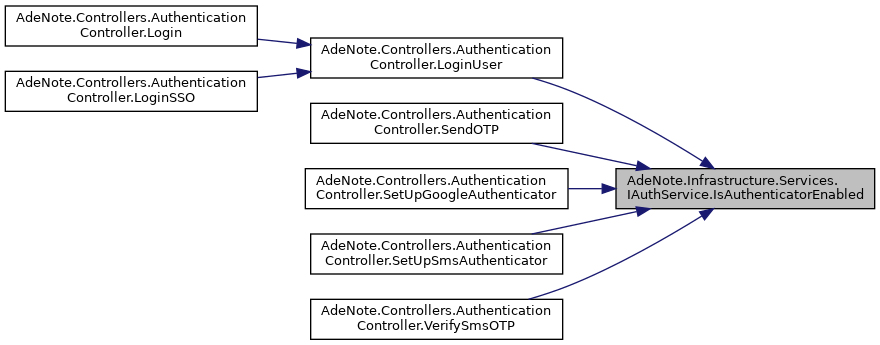 AdeNote.Controllers.Authentication
Controller.Login
AdeNote.Controllers.Authentication
Controller.LoginSSO
AdeNote.Controllers.Authentication
Controller.LoginUser
AdeNote.Controllers.Authentication
Controller.SendOTP
AdeNote.Controllers.Authentication
Controller.SetUpGoogleAuthenticator
AdeNote.Controllers.Authentication
Controller.SetUpSmsAuthenticator
AdeNote.Controllers.Authentication
Controller.VerifySmsOTP
AdeNote.Infrastructure.Services.
IAuthService.IsAuthenticatorEnabled